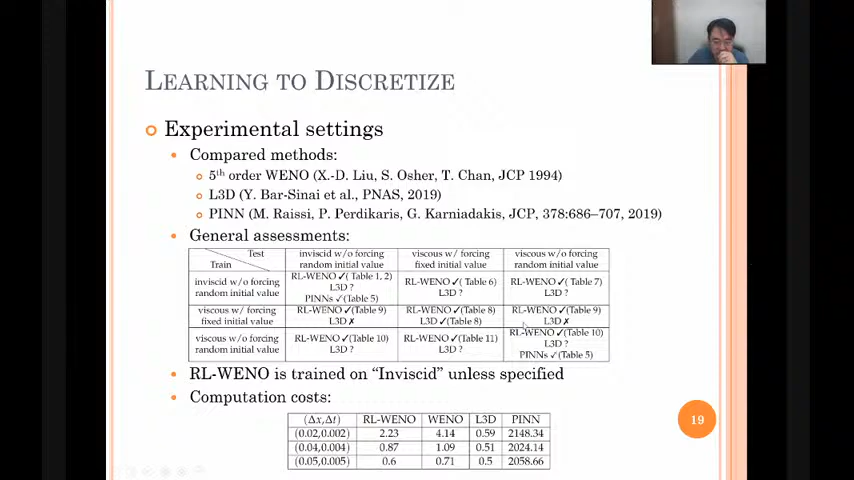 LEARNING TO DISCRETIZE
Experimental settings
Compared methods:
5th order WENO (X.-D. Liu, S. Osher, T. Chan, JCP 1994)
L3D (Y. Bar-Sinai et al., PNAS, 2019)
PINN (M. Raissi, P. Perdikaris, G. Karniadakis, JCP, 378:686–707, 2019)
General assessments:
Test
Train
inviscid w/o forcing random initial value
viscous w/ forcing fixed initial value
viscous w/o forcing random initial value
inviscid w/o forcing random initial value
RL-WENO ✓( Table 1, 2)
L3D ?
PINNs ✓(Table 5)
RL-WENO ✓(Table 6)
L3D ?
RL-WENO ✓(Table 7)
L3D ?
viscous w/ forcing fixed initial value
RL-WENO ✓(Table 9)
L3D ✗
RL-WENO ✓(Table 8)
L3D ✓(Table 8)
RL-WENO ✓(Table 9)
L3D ✗
viscous w/o forcing random initial value
RL-WENO ✓(Table 10)
L3D ?
RL-WENO ✓(Table 11)
L3D ?
RL-WENO ✓(Table 10)
L3D ?
PINNs ✓(Table 5)
RL-WENO is trained on “Inviscid” unless specified
Computation costs:
(Δx,Δt) RL-WENO WENO L3D PINN
(0.02,0.002) 2.23 4.14 0.59 2148.34
(0.04,0.004) 0.87 1.09 0.51 2024.14
(0.05,0.005) 0.6 0.71 0.5 2058.66
19